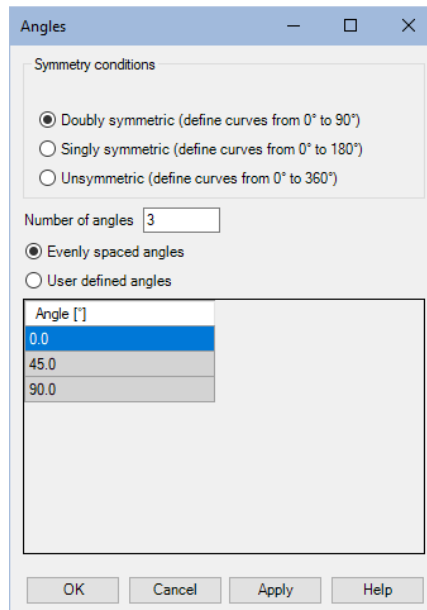 Angles
Symmetry conditions
Doubly symmetric (define curves from 0° to 90°)
Singly symmetric (define curves from 0° to 180°)
Unsymmetric (define curves from 0° to 360°)
Number of angles 3
Evenly spaced angles
User defined angles
Angle [°]
0.0
45.0
90.0
OK Cancel Apply Help